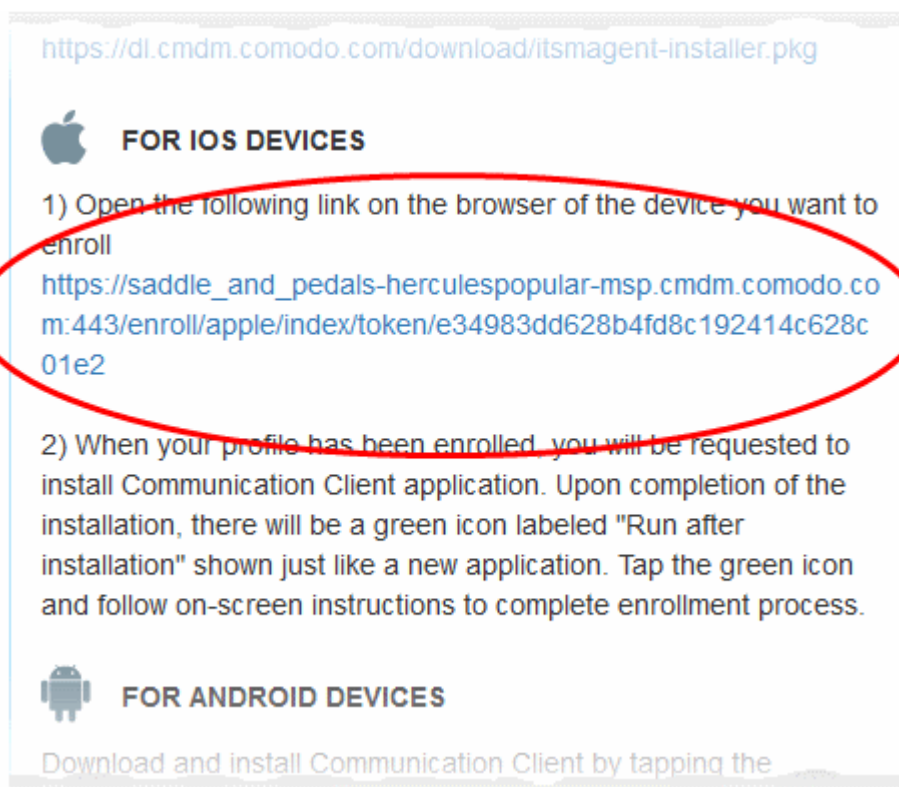 https://dl.cmdm.comodo.com/download/itsmagent-installer.pkg
FOR IOS DEVICES
1) Open the following link on the browser of the device you want to
enroll
https://saddle_and_pedals-herculespopular-msp.cmdm.comodo.co
m:443/enroll/apple/index/token/e34983dd628b4fd8c192414c628c
01e2
2) When your profile has been enrolled, you will be requested to
install Communication Client application. Upon completion of the
installation, there will be a green icon labeled "Run after
installation" shown just like a new application. Tap the green icon
and follow on-screen instructions to complete enrollment process.
FOR ANDROID DEVICES
Download and install Communication Client by tapping the